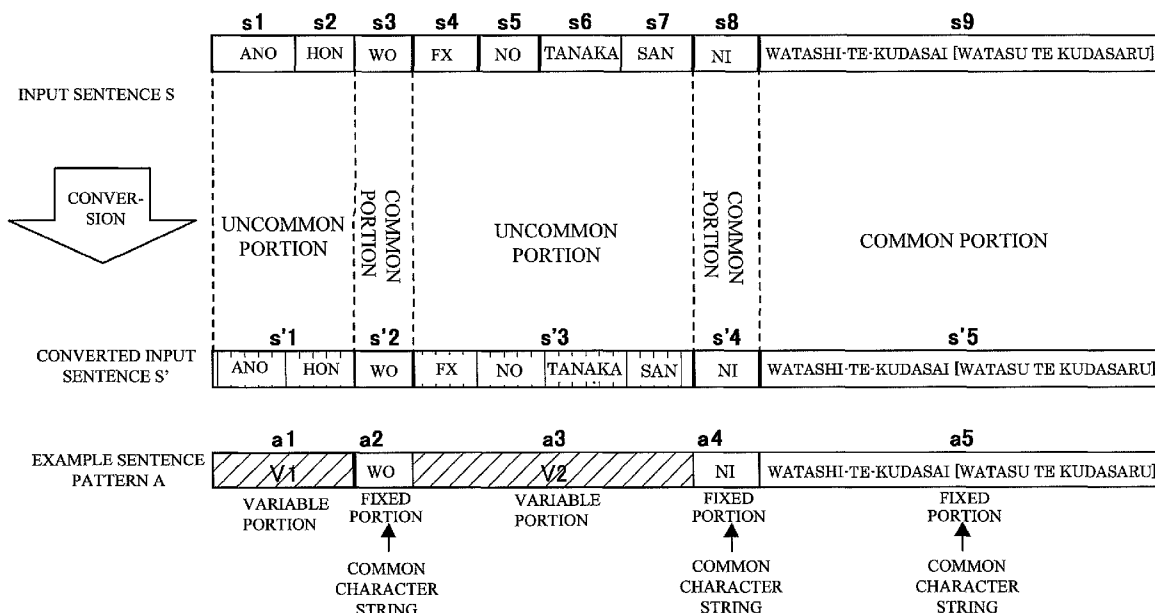 s1 s2 s3 s4 s5 s6 s7 s8 s9
ANO HON WO FX NO TANAKA SAN NI WATASHI-TE-KUDASAI [WATASU TE KUDASARU]
INPUT SENTENCE S
CONVER-
SION
UNCOMMON
PORTION
COMMON
PORTION
UNCOMMON
PORTION
COMMON
PORTION
COMMON PORTION
s'1 s'2 s'3 s'4 s'5
CONVERTED INPUT
SENTENCE S'
ANO HON WO FX NO TANAKA SAN NI WATASHI-TE-KUDASAI [WATASU TE KUDASARU]
a1 a2 a3 a4 a5
EXAMPLE SENTENCE
PATTERN A
V1 WO V2 NI WATASHI-TE-KUDASAI [WATASU TE KUDASARU]
VARIABLE
PORTION
FIXED
PORTION
VARIABLE
PORTION
FIXED
PORTION
FIXED
PORTION
COMMON
CHARACTER
STRING
COMMON
CHARACTER
STRING
COMMON
CHARACTER
STRING